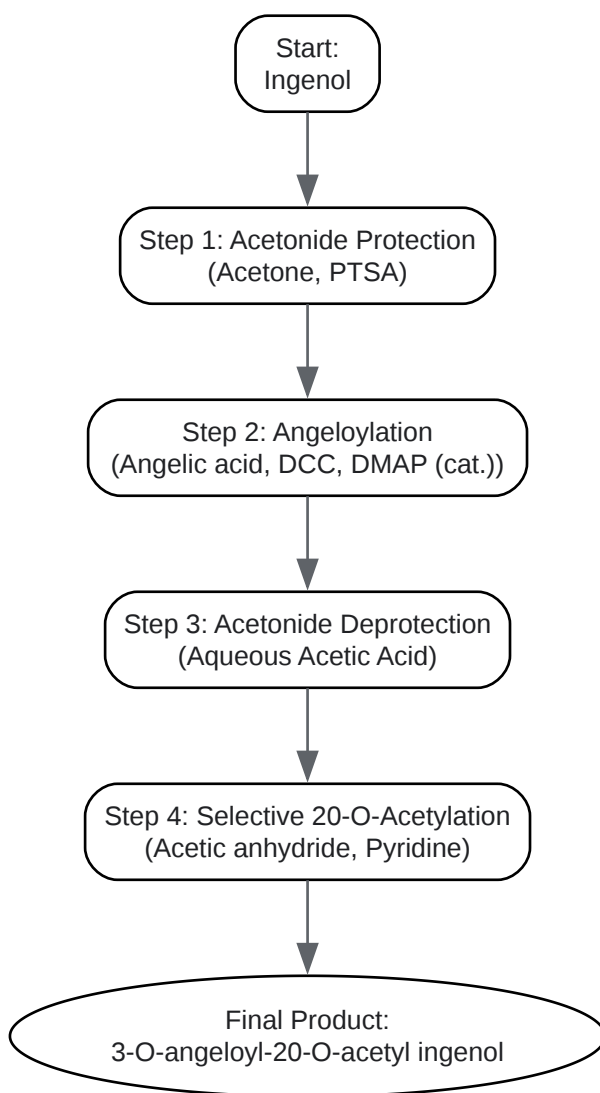 Start:
Ingenol
Step 1: Acetonide Protection
(Acetone, PTSA)
Step 2: Angeloylation
(Angelic acid, DCC, DMAP (cat.))
Step 3: Acetonide Deprotection
(Aqueous Acetic Acid)
Step 4: Selective 20-O-Acetylation
(Acetic anhydride, Pyridine)
Final Product:
3-O-angeloyl-20-O-acetyl ingenol